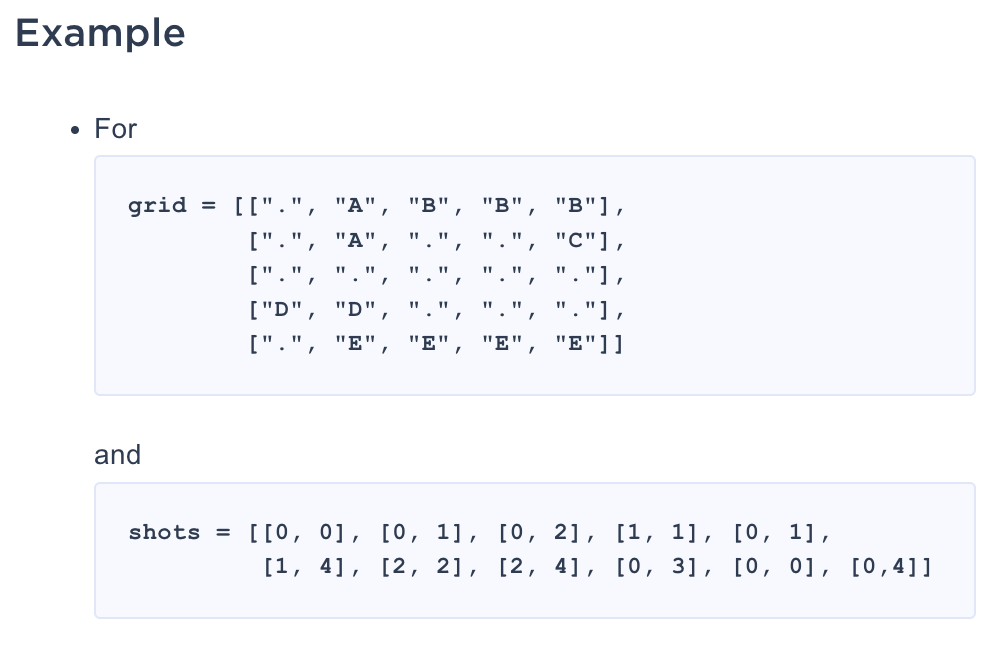 Example
• For
grid = [[".", "A", "B", "B", "B"],
[".", "A", ".", ".", "C"],
[".", ".", ".", ".", "."],
["D", "D", ".", ".", "."],
[".", "E", "E", "E", "E"]]
and
shots = [[0, 0], [0, 1], [0, 2], [1, 1], [0, 1],
[1, 4], [2, 2], [2, 4], [0, 3], [0, 0], [0,4]]